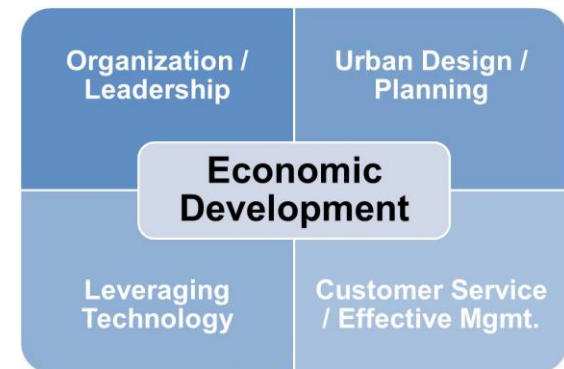 Organization /
Leadership
Urban Design /
Planning
Economic
Development
Leveraging
Technology
Customer Service
/ Effective Mgmt.